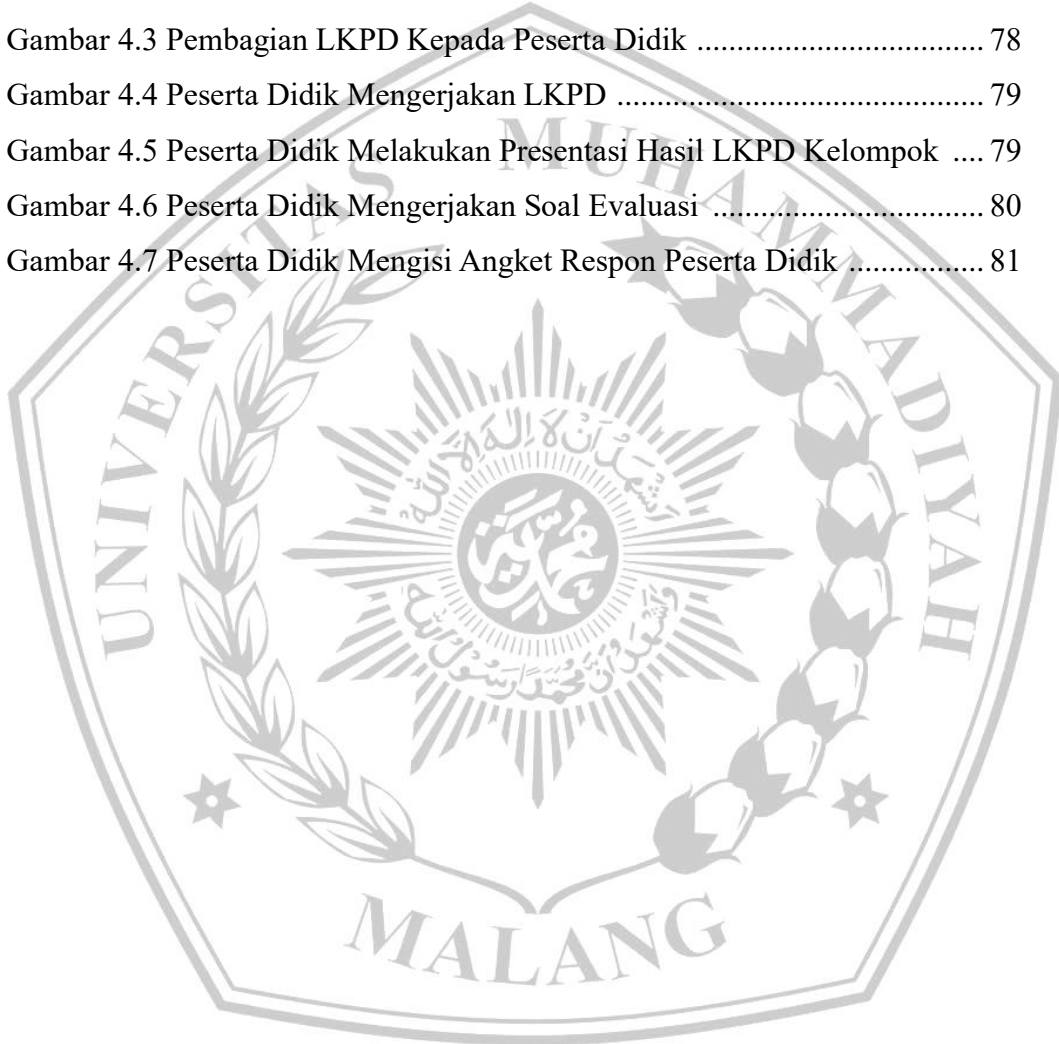 Gambar 4.3 Pembagian LKPD Kepada Peserta Didik .................................. 78
Gambar 4.4 Peserta Didik Mengerjakan LKPD ........................................... 79
Gambar 4.5 Peserta Didik Melakukan Presentasi Hasil LKPD Kelompok .... 79
Gambar 4.6 Peserta Didik Mengerjakan Soal Evaluasi ................................ 80
Gambar 4.7 Peserta Didik Mengisi Angket Respon Peserta Didik ................ 81
UNIVERSITAS MUHAMMADIYAH
MALANG